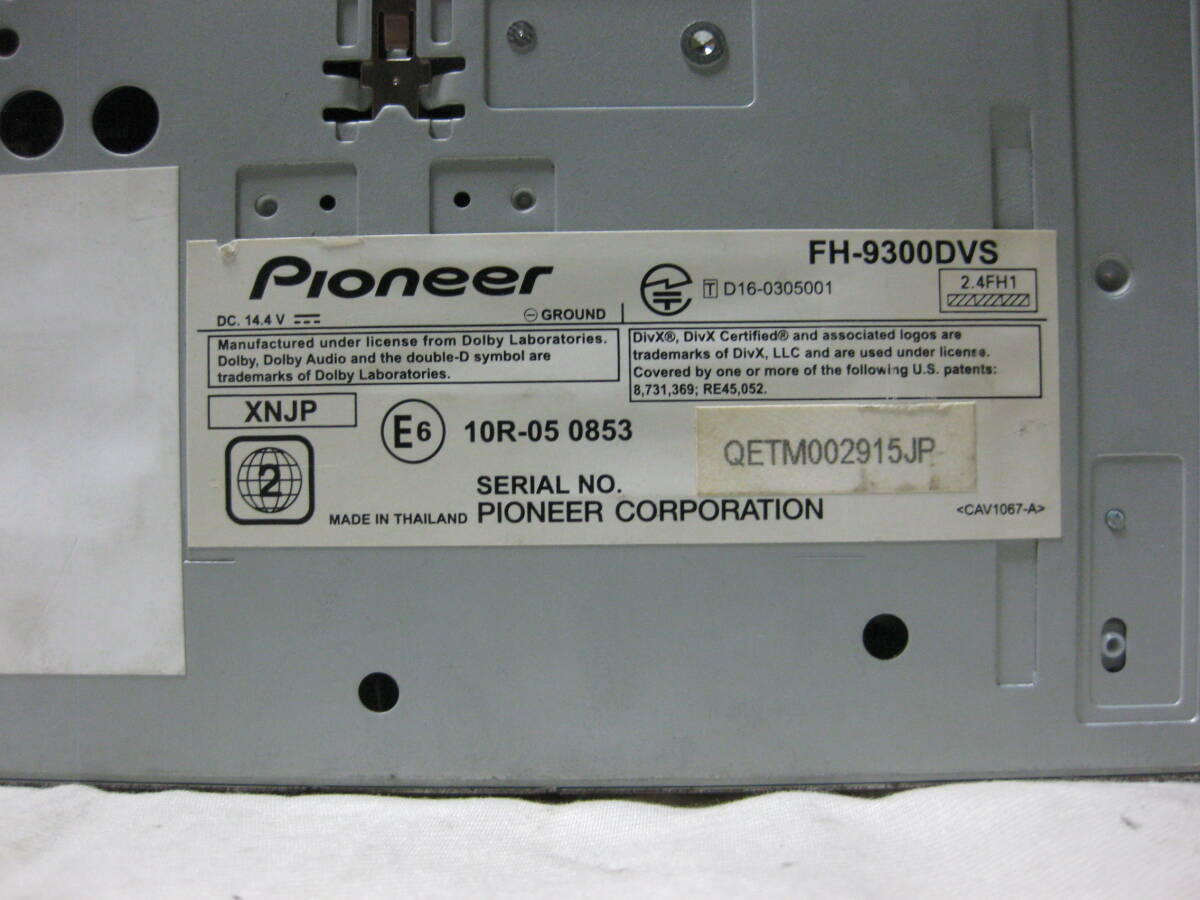 Pioneer
FH-9300DVS
T D16-0305001
2.4FH1
DC. 14.4 V
GROUND
Manufactured under license from Dolby Laboratories.
Dolby, Dolby Audio and the double-D symbol are
trademarks of Dolby Laboratories.
DivX®, DivX Certified® and associated logos are
trademarks of DivX, LLC and are used under license.
Covered by one or more of the following U.S. patents:
8,731,369; RE45,052.
XNJP
E6 10R-05 0853
QETM002915JP
2
SERIAL NO.
MADE IN THAILAND PIONEER CORPORATION
<CAV1067-A>